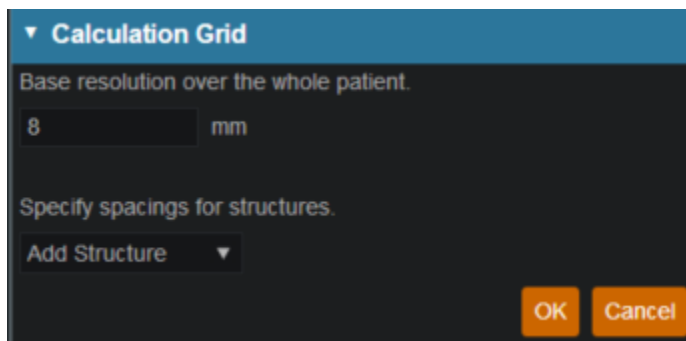 Calculation Grid
Base resolution over the whole patient.
8 mm
Specify spacings for structures.
Add Structure
OK Cancel